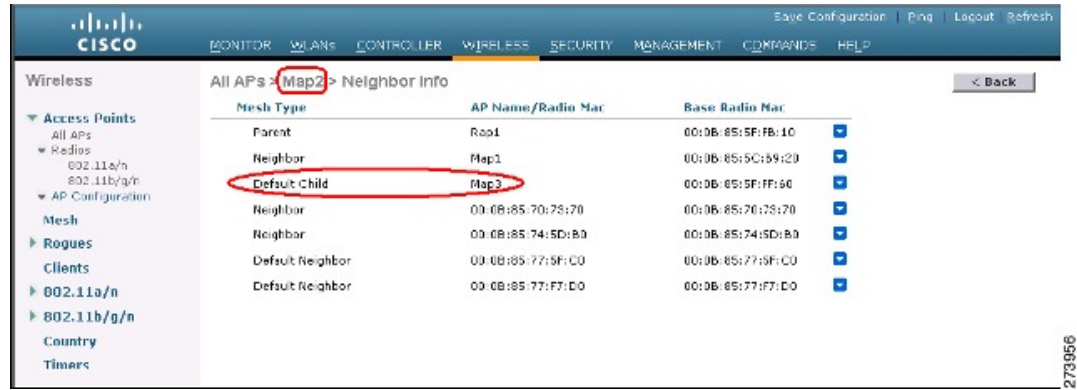 Save Configuration | Ping | Logout | Refresh
CISCO
MONITOR WLANs CONTROLLER WIRELESS SECURITY MANAGEMENT COMMANDS HELP
Wireless
All APs > Map2 > Neighbor Info
< Back
Access Points
All APs
Radios
802.11a/n
802.11b/g/n
AP Configuration
Mesh
Rogues
Clients
802.11a/n
802.11b/g/n
Country
Timers
Mesh Type AP Name/Radio Mac Base Radio Mac
Parent Rap1 00:0B:85:5F:FB:10
Neighbor Map1 00:0B:85:5C:B9:20
Default Child Map3 00:0B:85:5F:FF:60
Neighbor 00:0B:85:70:73:70 00:0B:85:70:73:70
Neighbor 00:0B:85:74:5D:B0 00:0B:85:74:5D:B0
Default Neighbor 00:0B:85:77:5F:C0 00:0B:85:77:5F:C0
Default Neighbor 00:0B:85:77:F7:D0 00:0B:85:77:F7:D0
273956